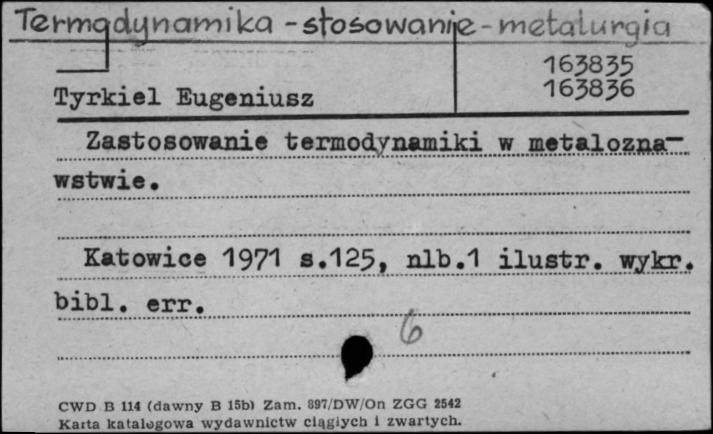 Termodynamika - stosowanie - metalurgia
163835
163836
Tyrkiel Eugeniusz
Zastosowanie termodynamiki w metalozna-
wstwie.
Katowice 1971 s.125, nlb.1 ilustr. wykr.
bibl. err.
6
CWD B 114 (dawny B 15b) Zam. 897/DW/On ZGG 2542
Karta katalogowa wydawnictw ciągłych i zwartych.